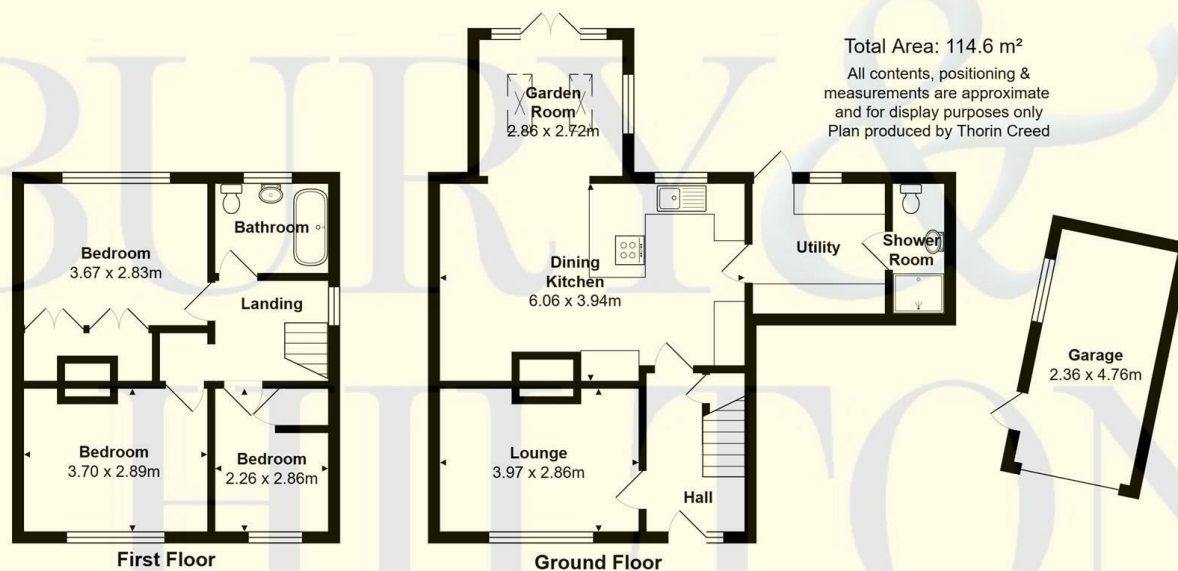 BURY &
HILTON
Total Area: 114.6 m²
All contents, positioning &
measurements are approximate
and for display purposes only
Plan produced by Thorin Creed
Garden
Room
2.86 x 2.72m
Bathroom
Bedroom
3.67 x 2.83m
Landing
Dining
Kitchen
6.06 x 3.94m
Utility
Shower
Room
Garage
2.36 x 4.76m
Bedroom
3.70 x 2.89m
Bedroom
2.26 x 2.86m
Lounge
3.97 x 2.86m
Hall
First Floor
Ground Floor